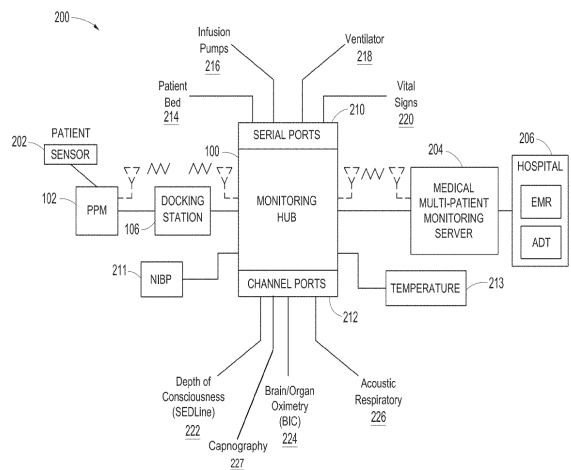 200
Infusion
Pumps
216
Ventilator
218
Patient
Bed
214
Vital
Signs
220
210
SERIAL PORTS
100
PATIENT
202
SENSOR
102
PPM
106
DOCKING
STATION
MONITORING
HUB
204
MEDICAL
MULTI-PATIENT
MONITORING
SERVER
206
HOSPITAL
EMR
ADT
211
NIBP
CHANNEL PORTS
212
TEMPERATURE
213
Depth of
Consciousness
(SEDLine)
222
Capnography
227
Brain/Organ
Oximetry
(BIC)
224
Acoustic
Respiratory
226